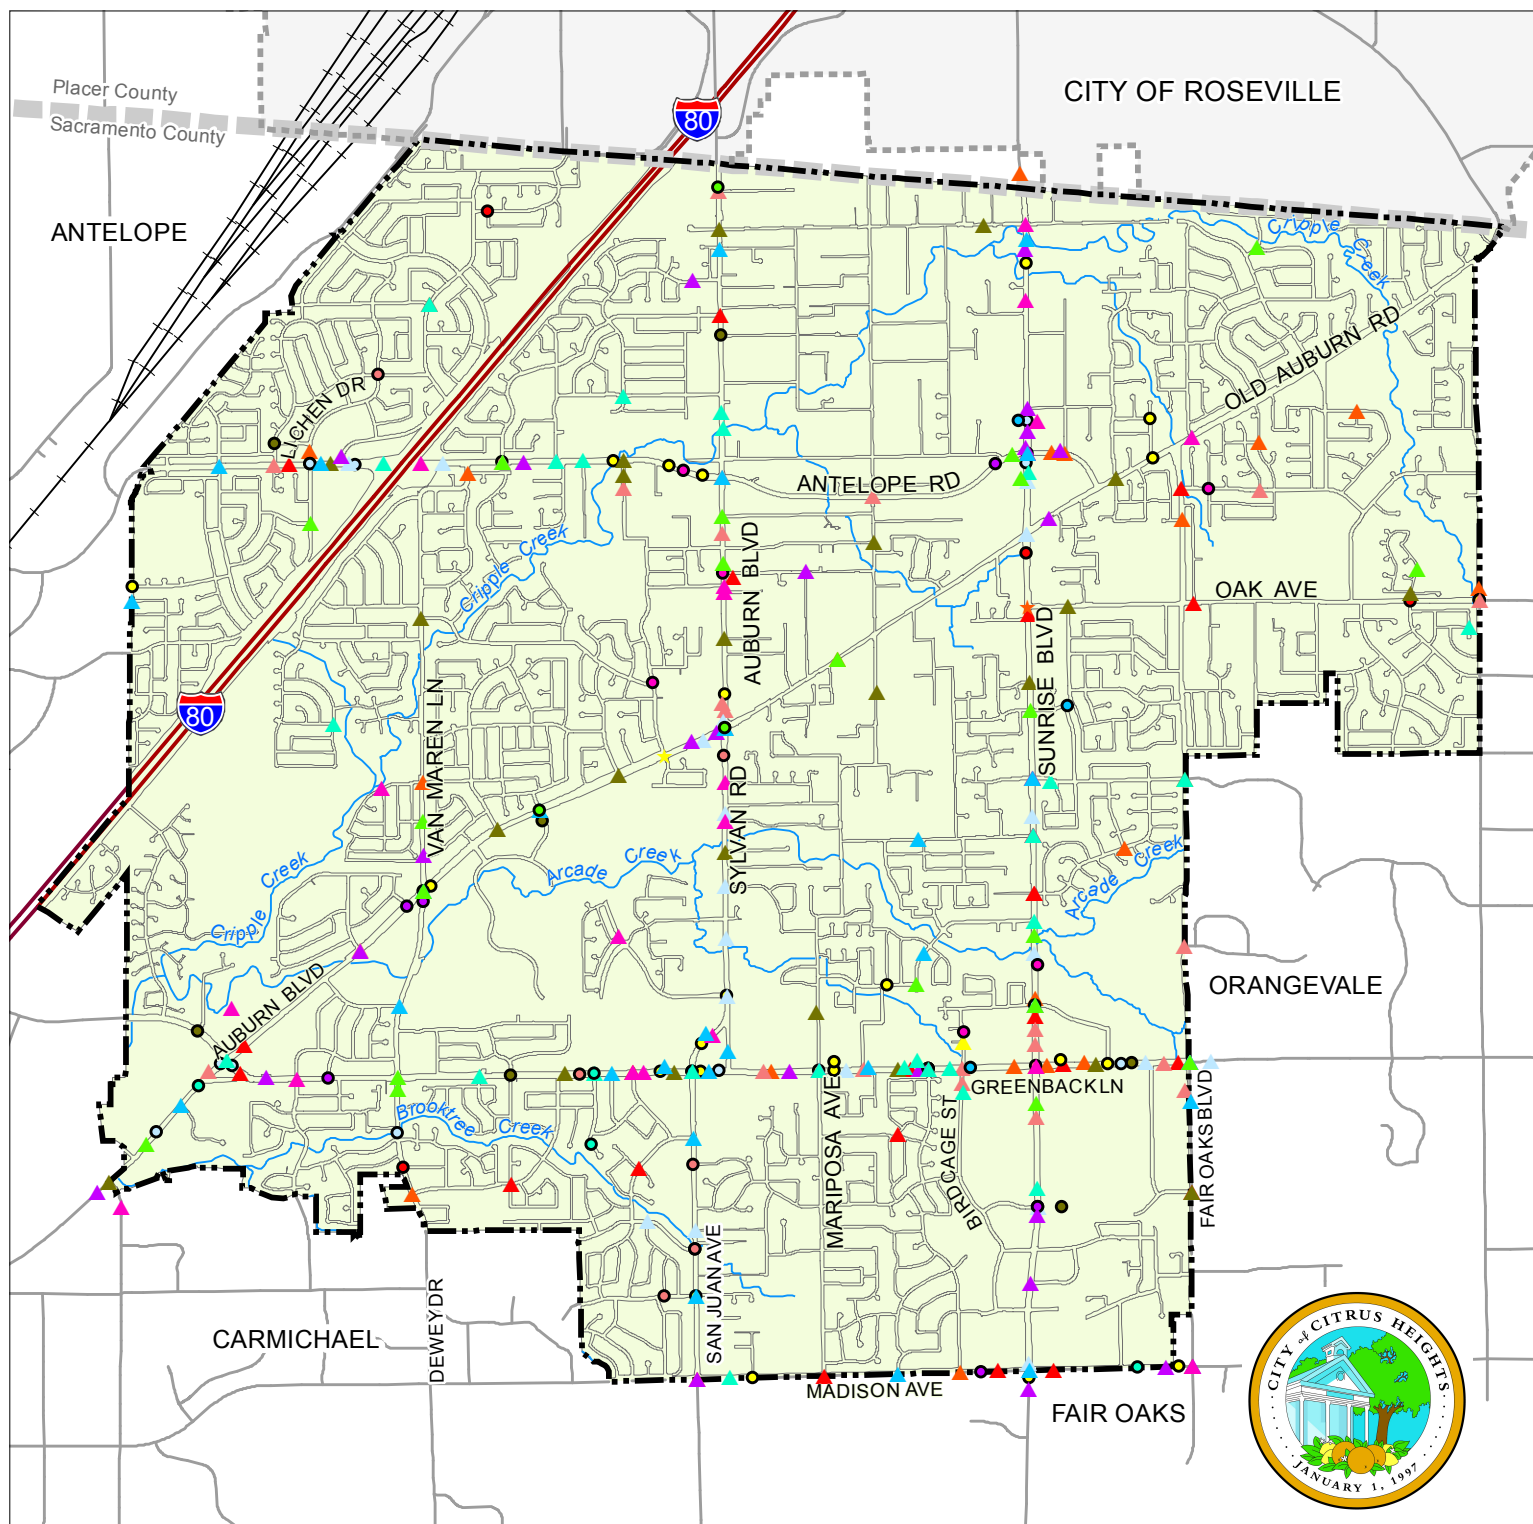 Placer County
Sacramento County
CITY OF ROSEVILLE
80
ANTELOPE
Cripple
Creek
LICHEN DR
OLD AUBURN RD
ANTELOPE RD
Cripple Creek
AUBURN BLVD
OAK AVE
SUNRISE BLVD
80
VAN MAREN LN
SYLVAN RD
Arcade Creek
Arcade Creek
Cripple Creek
AUBURN BLVD
ORANGEVALE
GREENBACK LN
Brooktree Creek
MARIPOSA AVE
BIRDCAGE ST
FAIR OAKS BLVD
SAN JUAN AVE
DEWEY DR
CARMICHAEL
MADISON AVE
FAIR OAKS
CITY of CITRUS HEIGHTS
JANUARY 1, 1997